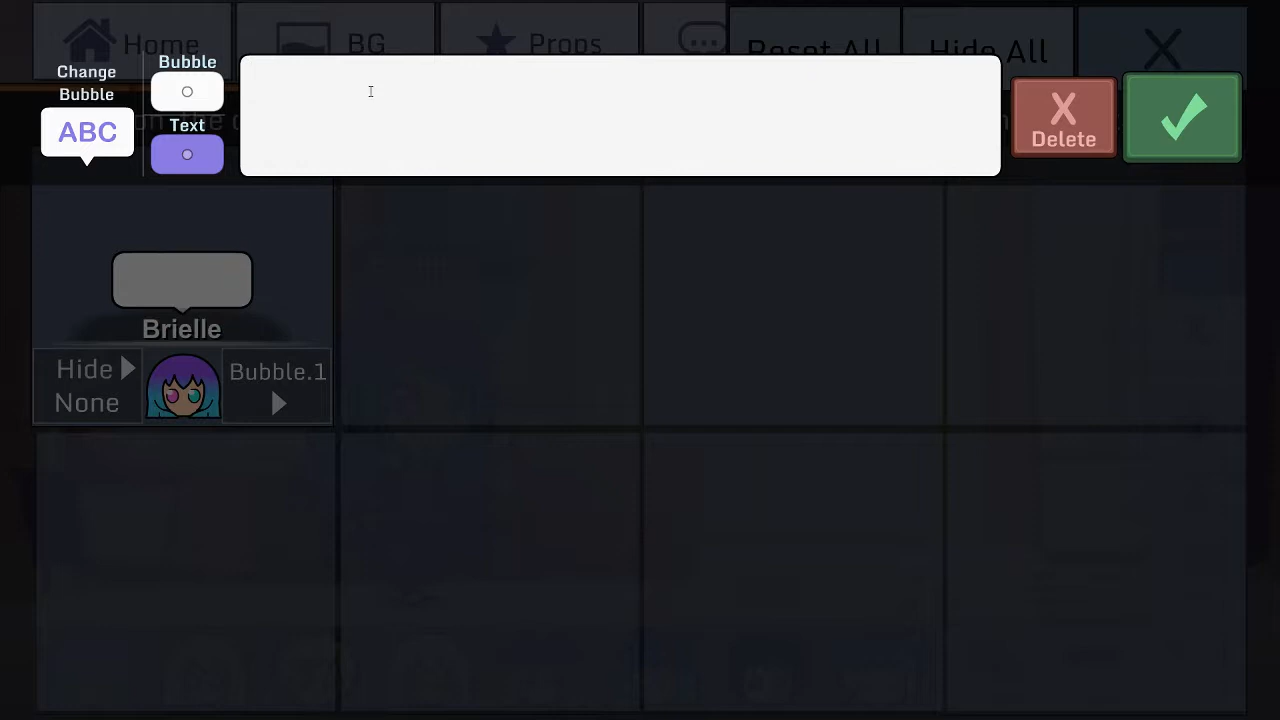 Home
BG
Props
Reset All
Hide All
Change
Bubble
ABC
Bubble
Text
Delete
Brielle
Hide
None
Bubble.1